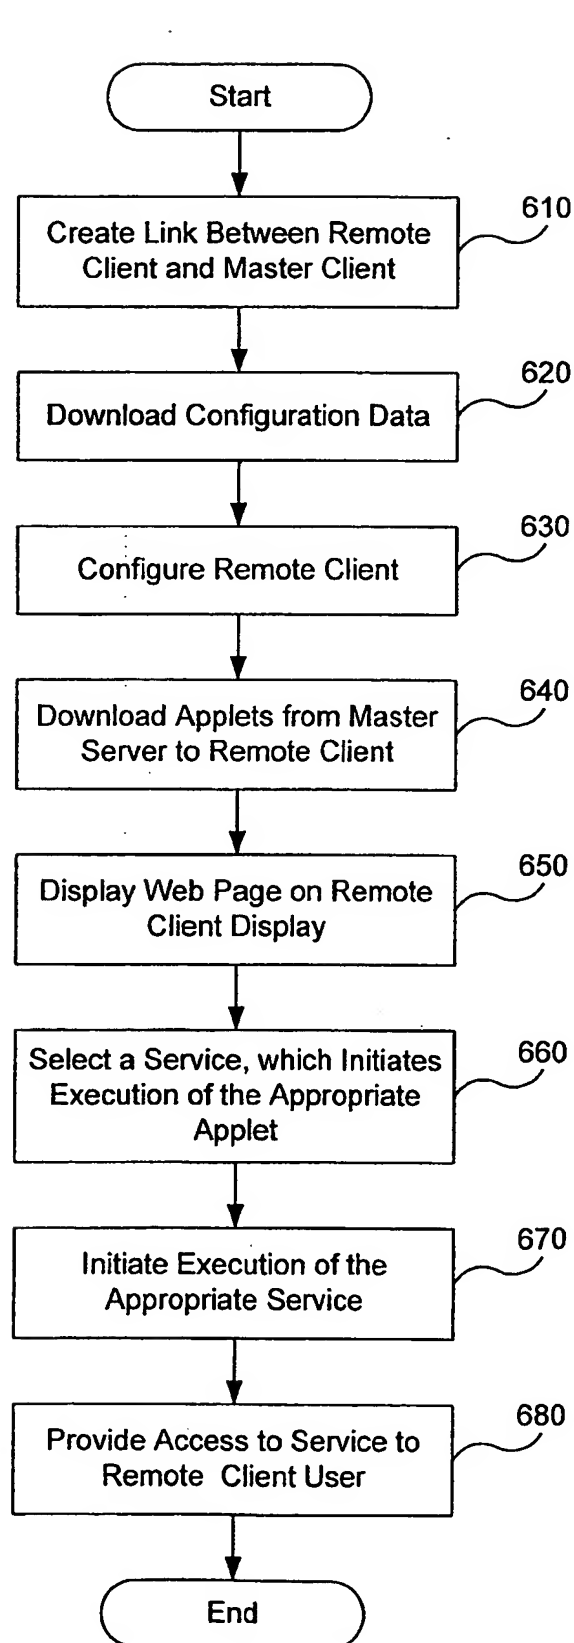 Start
610
Create Link Between Remote
Client and Master Client
620
Download Configuration Data
630
Configure Remote Client
640
Download Applets from Master
Server to Remote Client
650
Display Web Page on Remote
Client Display
660
Select a Service, which Initiates
Execution of the Appropriate
Applet
670
Initiate Execution of the
Appropriate Service
680
Provide Access to Service to
Remote Client User
End